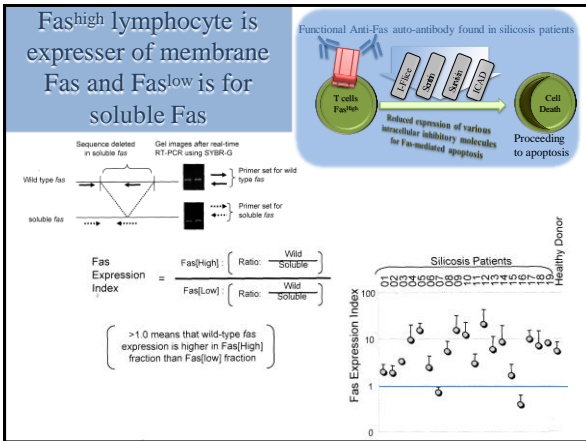 Fas^high lymphocyte is
expresser of membrane
Fas and Fas^low is for
soluble Fas
Functional Anti-Fas auto-antibody found in silicosis patients
T cells
Fas^High
I-Flice
Survivin
ICAD
Cell
Death
Reduced expression of various
intracellular inhibitory molecules
for Fas-mediated apoptosis
Proceeding
to apoptosis
Sequence deleted
in soluble fas
Gel images after real-time
RT-PCR using SYBR-G
Wild type fas
Primer set for wild
type fas
soluble fas
Primer set for
soluble fas
Fas
Expression
Index
=
Fas[High] : ( Ratio: Wild
Soluble )
Fas[Low] : ( Ratio: Wild
Soluble )
>1.0 means that wild-type fas
expression is higher in Fas[High]
fraction than Fas[low] fraction
Silicosis Patients
01 02 03 04 05 06 07 08 09 10 11 12 13 14 15 16 17 18 19
Healthy Donor
Fas Expression Index
100
10
1
0